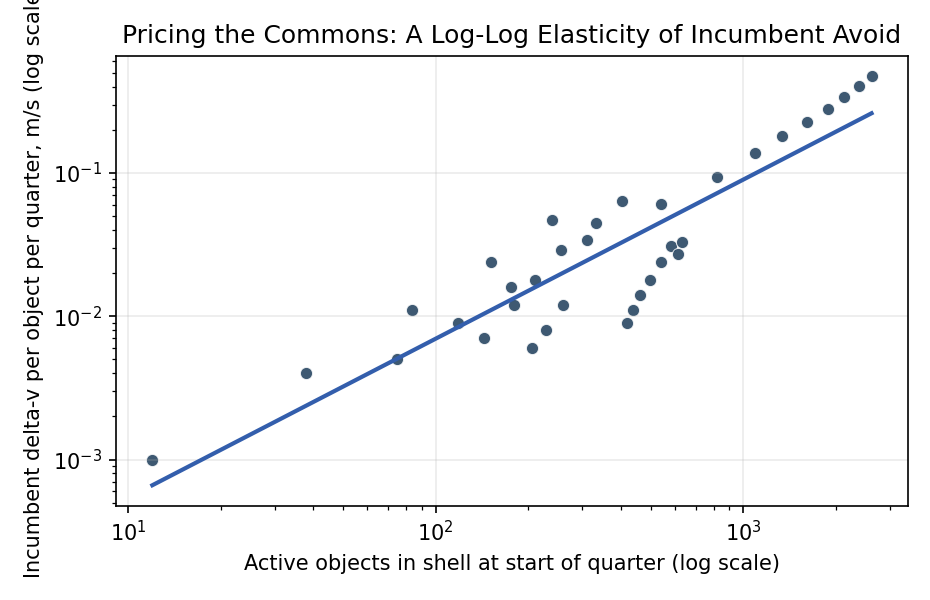 Pricing the Commons: A Log-Log Elasticity of Incumbent Avoid
Incumbent delta-v per object per quarter, m/s (log scale
10⁻¹
10⁻²
10⁻³
10¹
10²
10³
Active objects in shell at start of quarter (log scale)